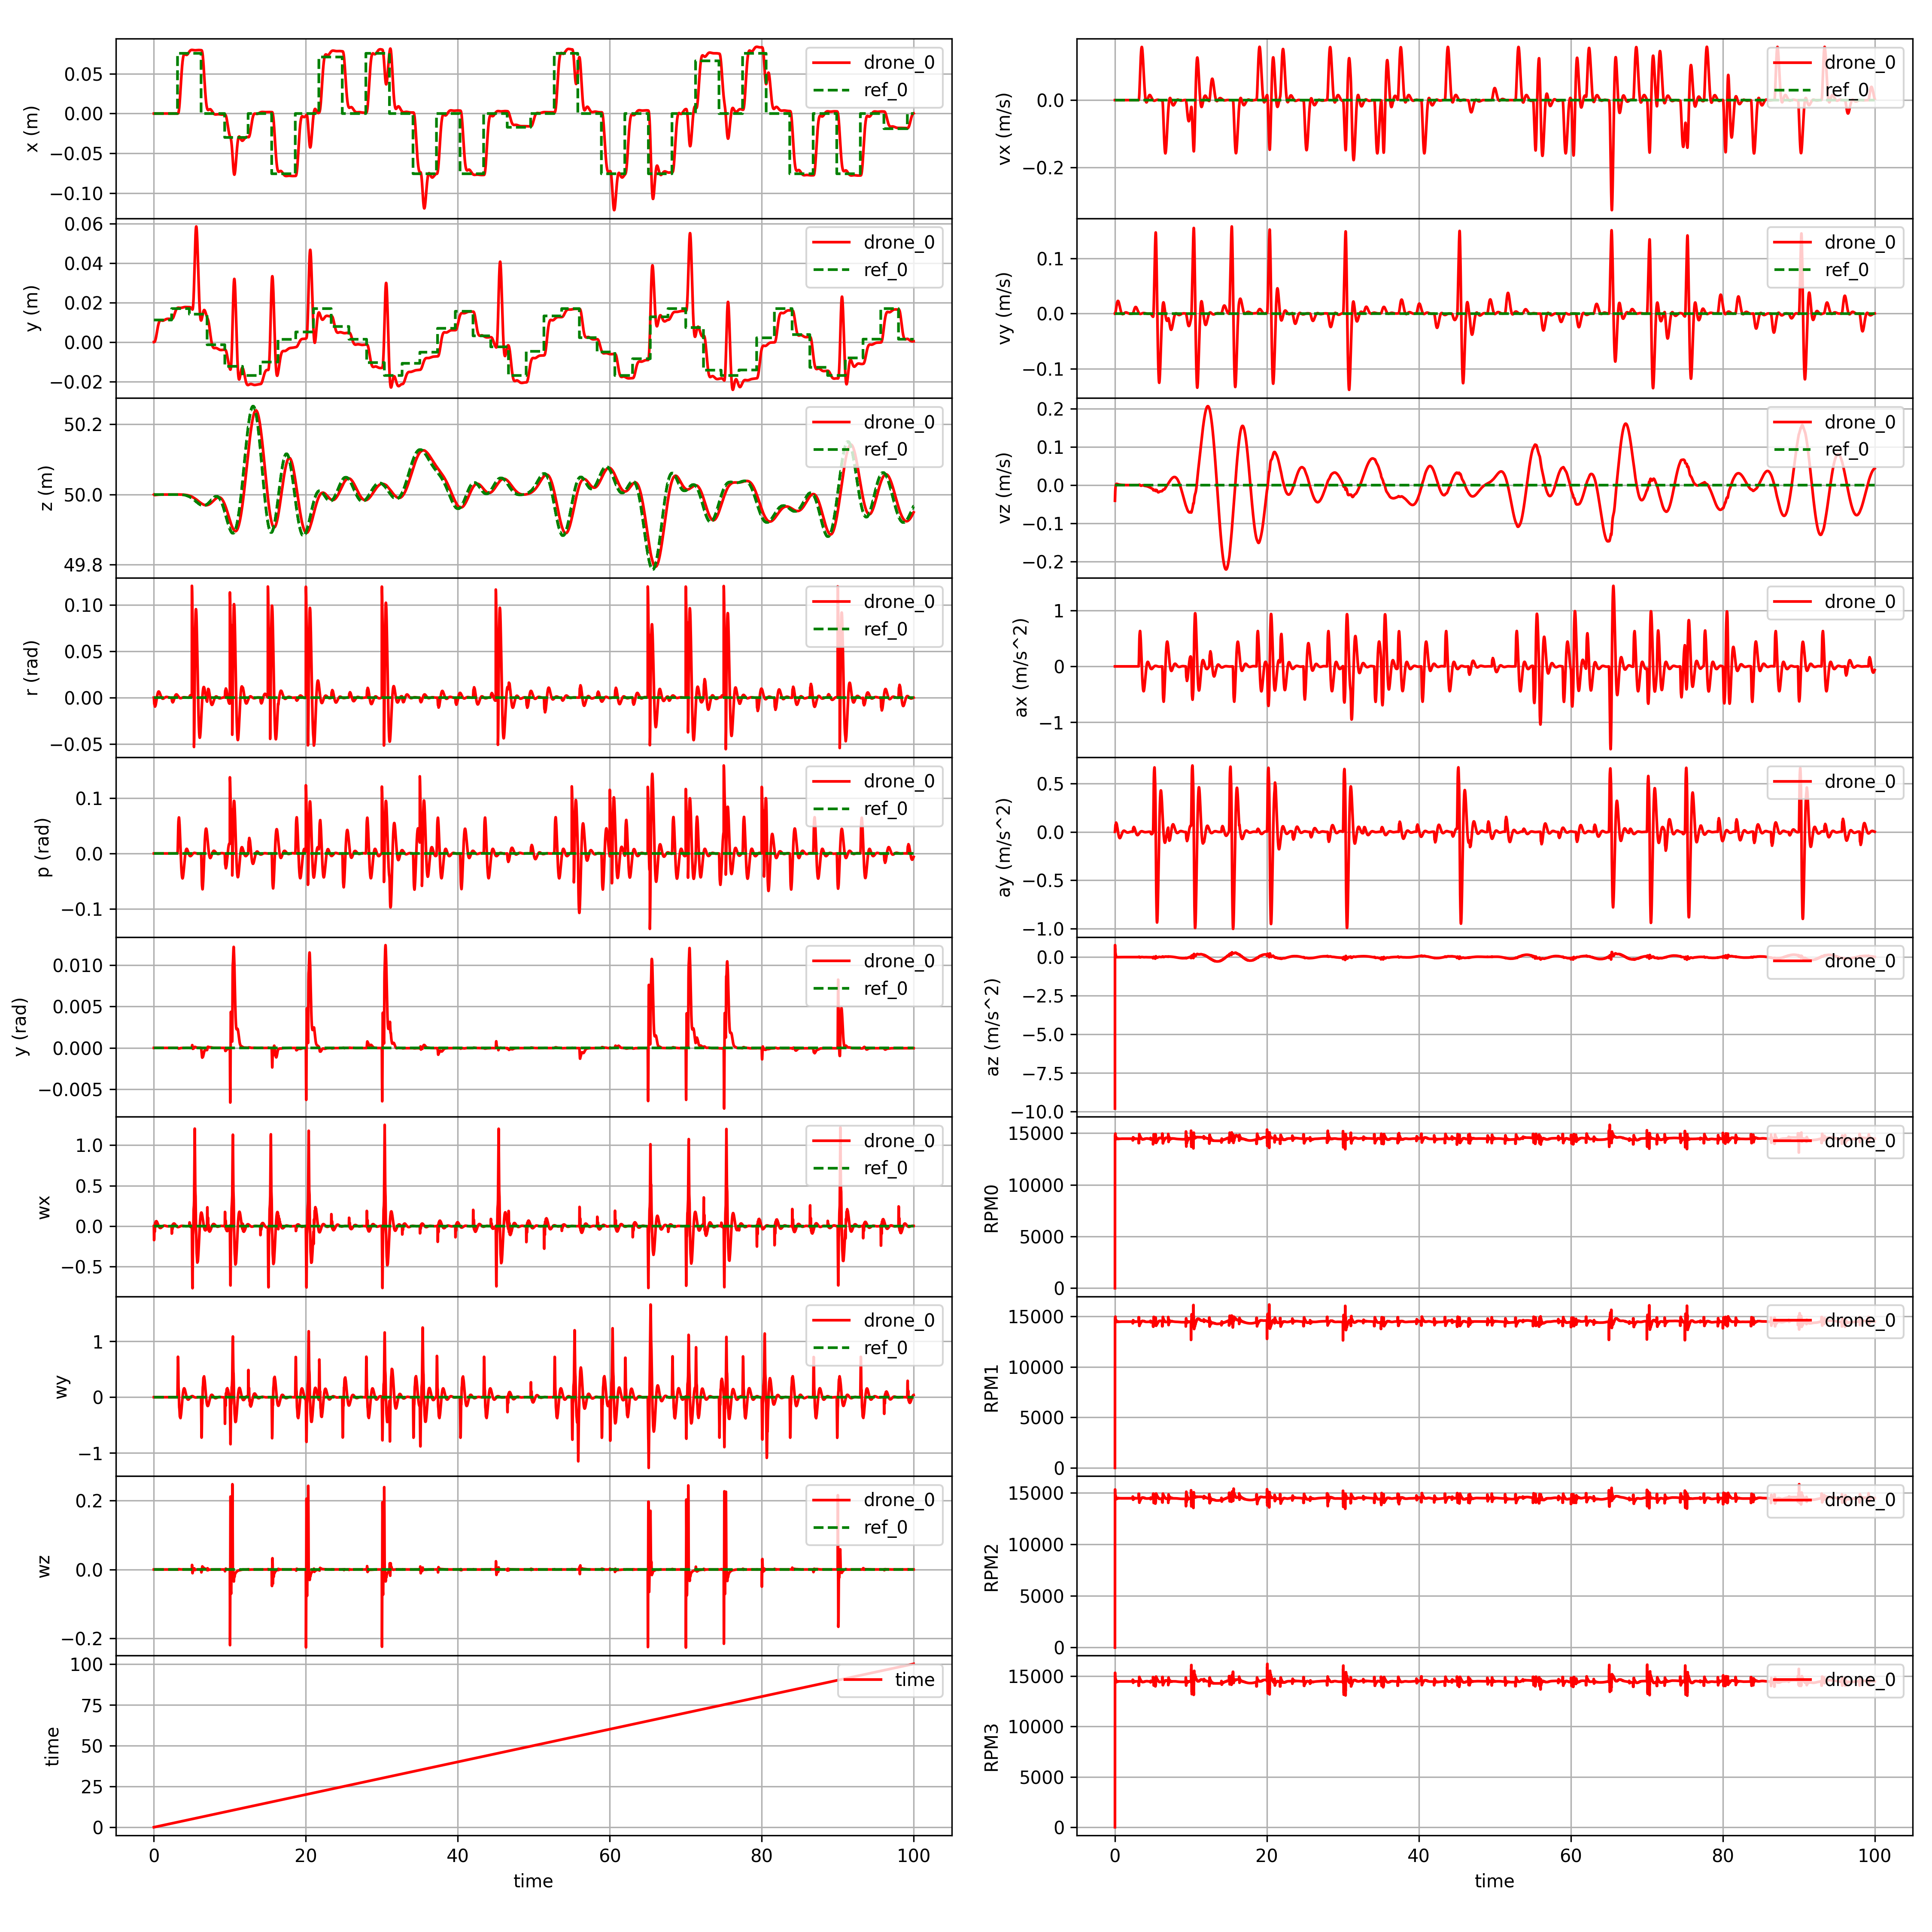 x (m)
0.05
0.00
−0.05
−0.10
drone_0
ref_0
y (m)
0.06
0.04
0.02
0.00
−0.02
drone_0
ref_0
z (m)
50.2
50.0
49.8
drone_0
ref_0
r (rad)
0.10
0.05
0.00
−0.05
drone_0
ref_0
p (rad)
0.1
0.0
−0.1
drone_0
ref_0
y (rad)
0.010
0.005
0.000
−0.005
drone_0
ref_0
wx
1.0
0.5
0.0
−0.5
drone_0
ref_0
wy
1
0
−1
drone_0
ref_0
wz
0.2
0.0
−0.2
drone_0
ref_0
time
100
75
50
25
0
time
0 20 40 60 80 100
time
vx (m/s)
0.0
−0.2
drone_0
ref_0
vy (m/s)
0.1
0.0
−0.1
drone_0
ref_0
vz (m/s)
0.2
0.1
0.0
−0.1
−0.2
drone_0
ref_0
ax (m/s^2)
1
0
−1
drone_0
ay (m/s^2)
0.5
0.0
−0.5
−1.0
drone_0
az (m/s^2)
0.0
−2.5
−5.0
−7.5
−10.0
drone_0
RPM0
15000
10000
5000
0
drone_0
RPM1
15000
10000
5000
0
drone_0
RPM2
15000
10000
5000
0
drone_0
RPM3
15000
10000
5000
0
drone_0
0 20 40 60 80 100
time